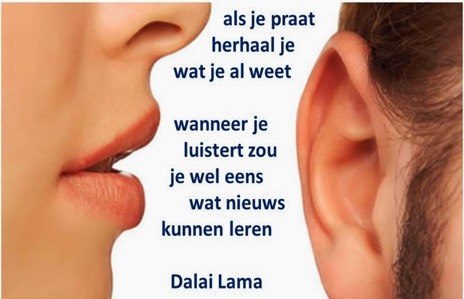 als je praat
herhaal je
wat je al weet
wanneer je
luistert zou
je wel eens
wat nieuws
kunnen leren
Dalai Lama